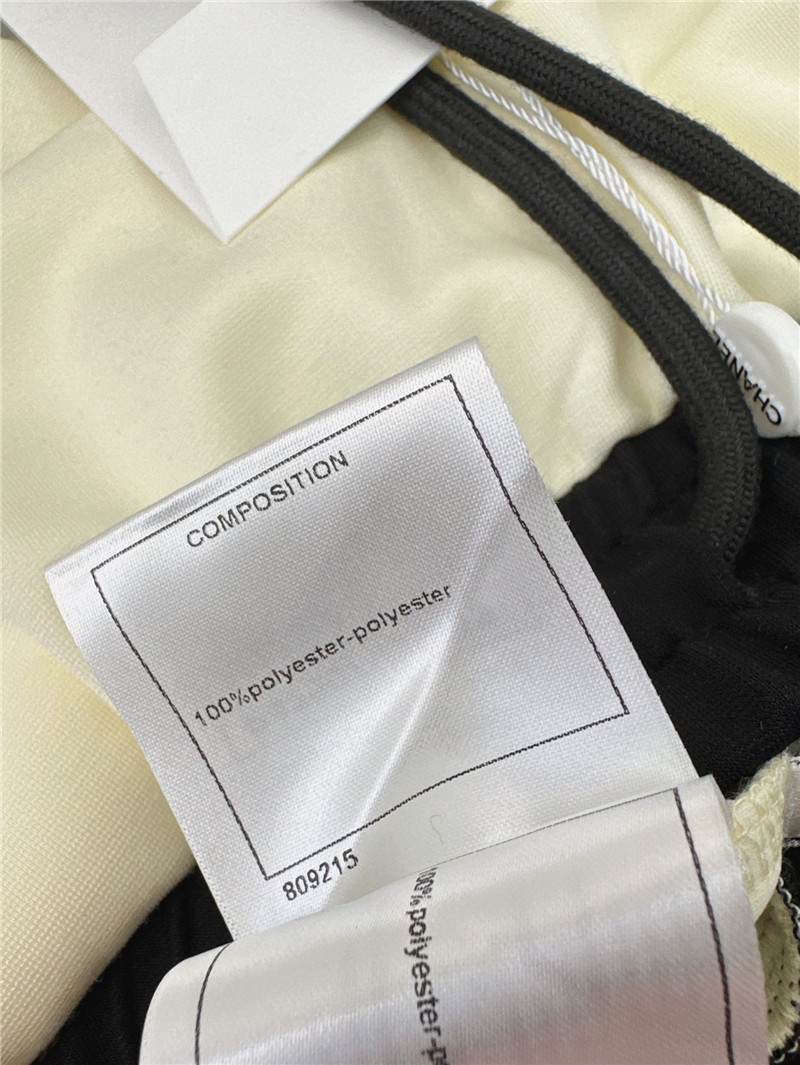 CHANEL
COMPOSITION
100%polyester-polyester
809215
100%polyester-p